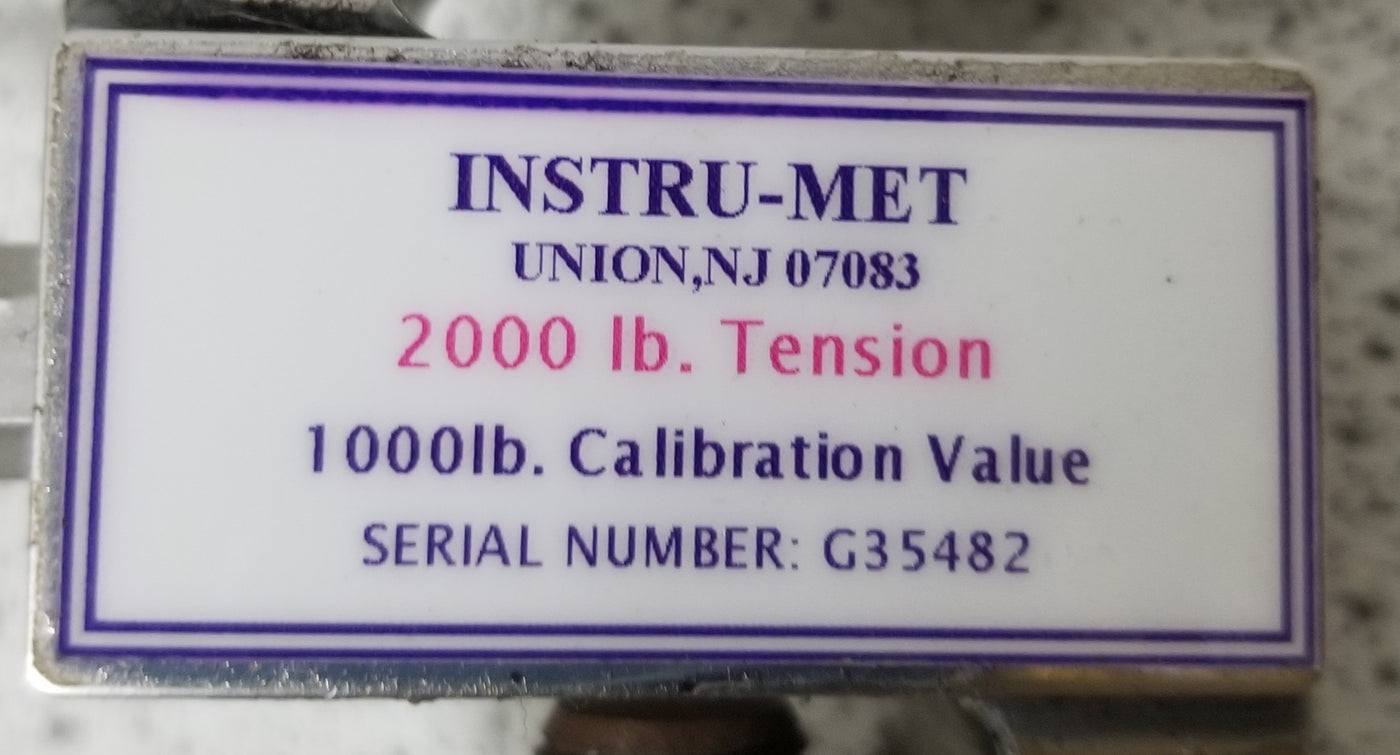 INSTRU-MET
UNION,NJ 07083
2000 lb. Tension
1000lb. Calibration Value
SERIAL NUMBER: G35482